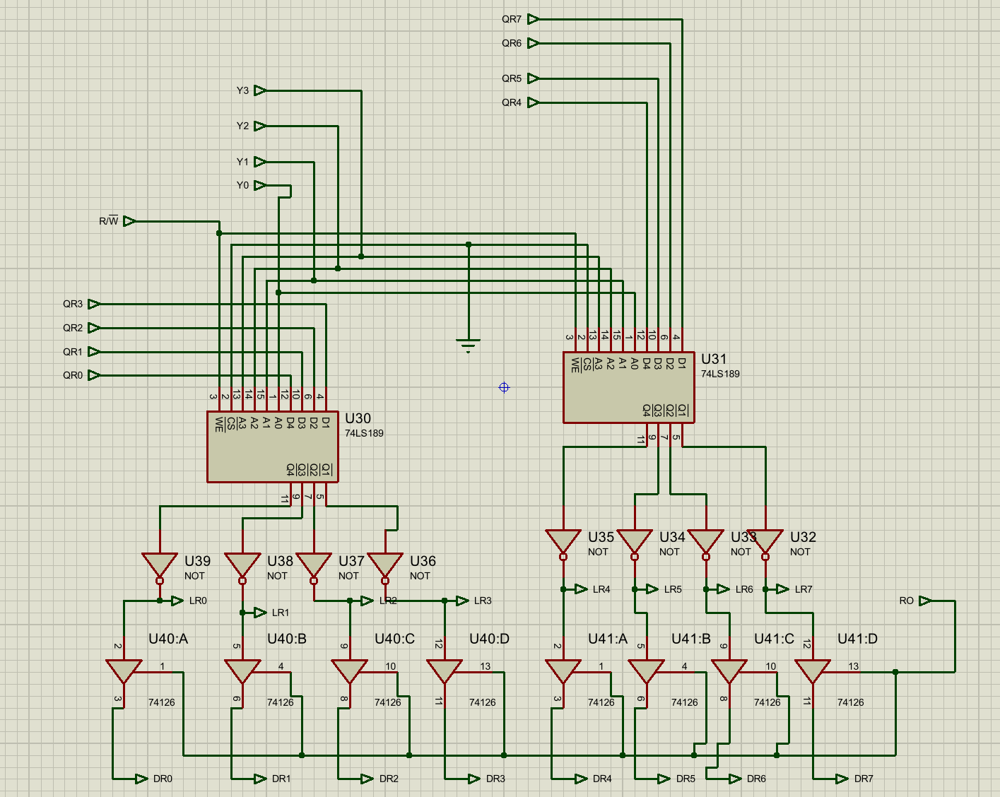 QR7
QR6
QR5
QR4
Y3
Y2
Y1
Y0
R/W
QR3
QR2
QR1
QR0
3 2 13 14 15 1 12 10 6 4
WE CS A3 A2 A1 A0 D4 D3 D2 D1
U31
74LS189
Q4 Q3 Q2 Q1
11 9 7 5
3 2 13 14 15 1 12 10 6 4
WE CS A3 A2 A1 A0 D4 D3 D2 D1
U30
74LS189
Q4 Q3 Q2 Q1
11 9 7 5
U35 U34 U33 U32
NOT NOT NOT NOT
U39 U38 U37 U36
NOT NOT NOT NOT
LR4 LR5 LR6 LR7
LR0 LR1 LR2 LR3 RO
U40:A U40:B U40:C U40:D U41:A U41:B U41:C U41:D
2 5 9 12 2 5 9 12
1 4 10 13 1 4 10 13
3 6 8 11 3 6 8 11
74126 74126 74126 74126 74126 74126 74126 74126
DR0 DR1 DR2 DR3 DR4 DR5 DR6 DR7